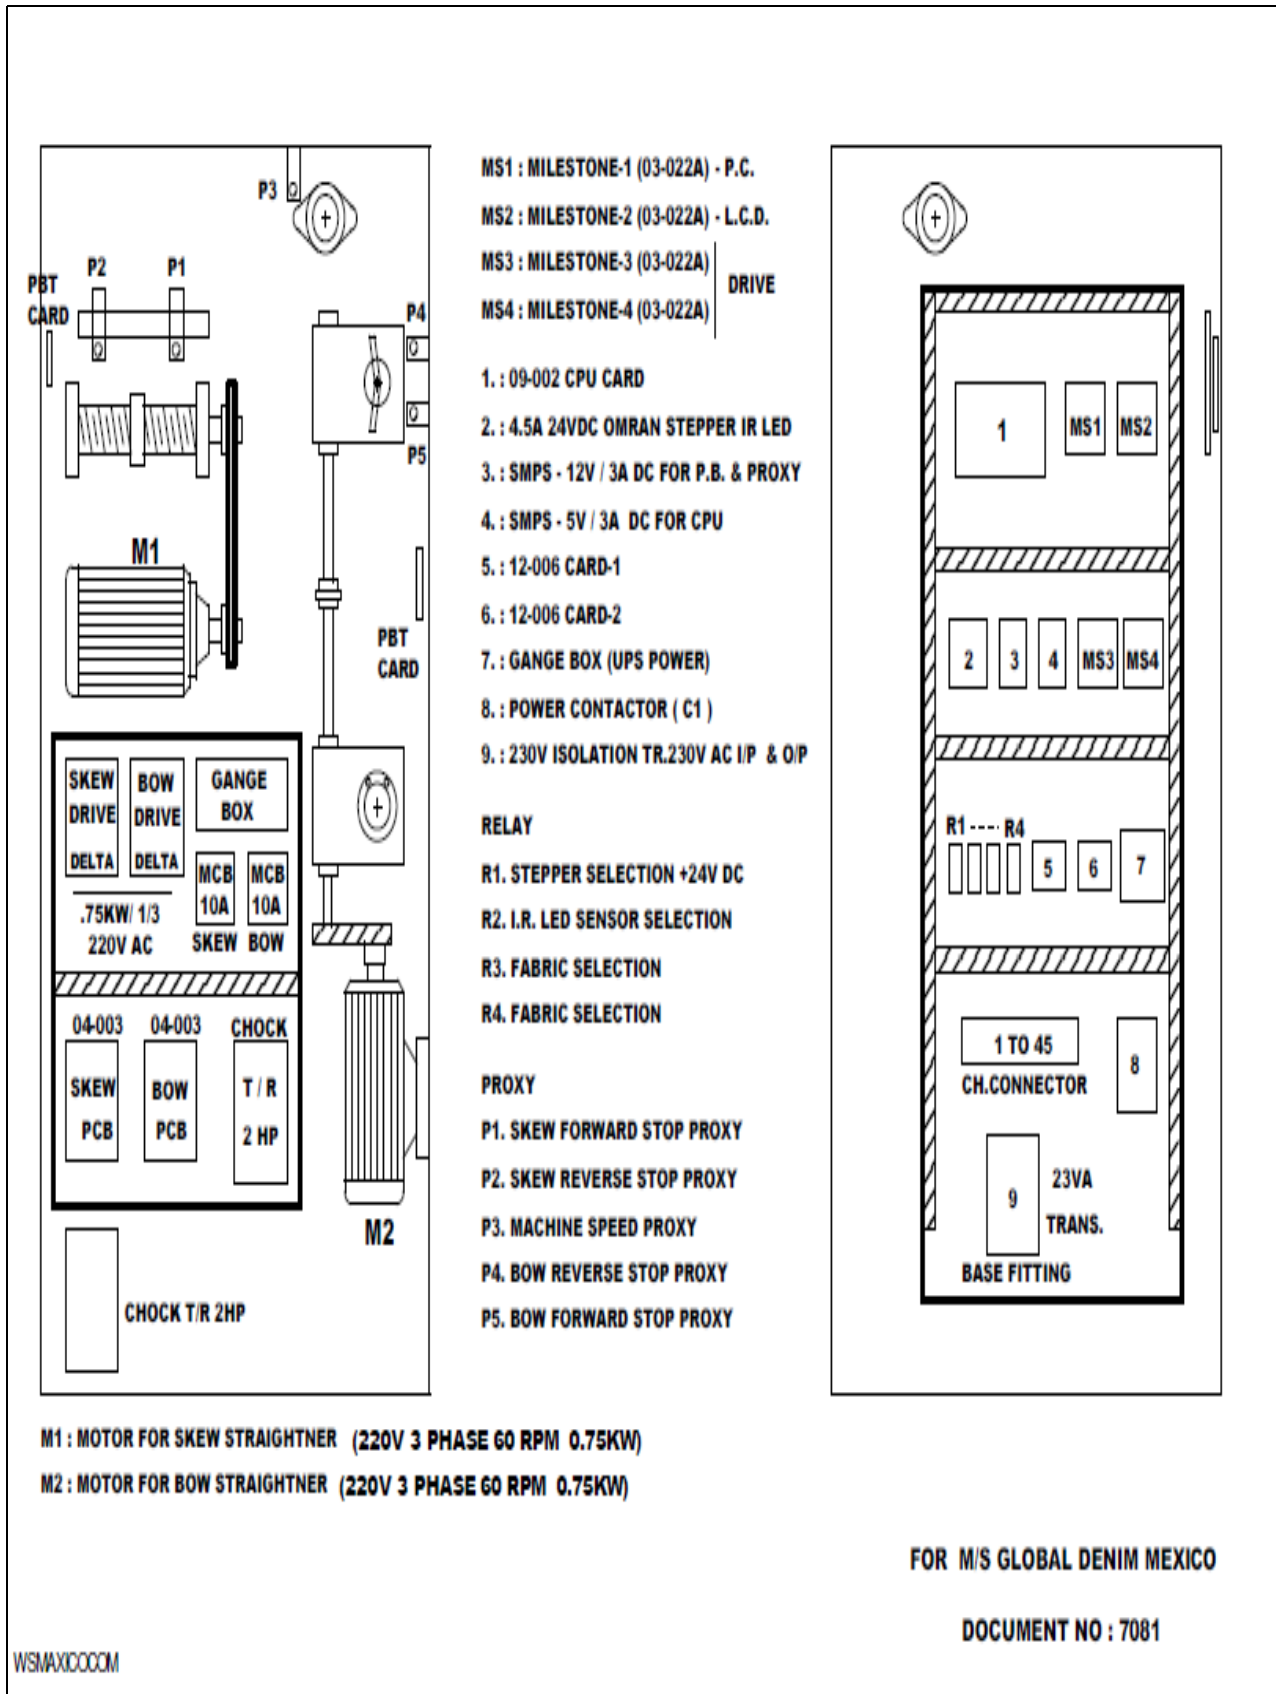 P3
P2
P1
PBT
CARD
P4
P5
M1
PBT
CARD
SKEW
DRIVE
DELTA
BOW
DRIVE
DELTA
GANGE
BOX
MCB
10A
MCB
10A
.75KW/ 1/3
220V AC
SKEW BOW
04-003
04-003
CHOCK
SKEW
PCB
BOW
PCB
T / R
2 HP
M2
CHOCK T/R 2HP
MS1 : MILESTONE-1 (03-022A) - P.C.
MS2 : MILESTONE-2 (03-022A) - L.C.D.
MS3 : MILESTONE-3 (03-022A)
MS4 : MILESTONE-4 (03-022A)
DRIVE
1. : 09-002 CPU CARD
2. : 4.5A 24VDC OMRAN STEPPER IR LED
3. : SMPS - 12V / 3A DC FOR P.B. & PROXY
4. : SMPS - 5V / 3A DC FOR CPU
5. : 12-006 CARD-1
6. : 12-006 CARD-2
7. : GANGE BOX (UPS POWER)
8. : POWER CONTACTOR ( C1 )
9. : 230V ISOLATION TR.230V AC I/P & O/P
RELAY
R1. STEPPER SELECTION +24V DC
R2. I.R. LED SENSOR SELECTION
R3. FABRIC SELECTION
R4. FABRIC SELECTION
PROXY
P1. SKEW FORWARD STOP PROXY
P2. SKEW REVERSE STOP PROXY
P3. MACHINE SPEED PROXY
P4. BOW REVERSE STOP PROXY
P5. BOW FORWARD STOP PROXY
1
MS1
MS2
2
3
4
MS3
MS4
R1 ---- R4
5
6
7
1 TO 45
CH.CONNECTOR
8
9
23VA
TRANS.
BASE FITTING
M1 : MOTOR FOR SKEW STRAIGHTNER (220V 3 PHASE 60 RPM 0.75KW)
M2 : MOTOR FOR BOW STRAIGHTNER (220V 3 PHASE 60 RPM 0.75KW)
FOR M/S GLOBAL DENIM MEXICO
DOCUMENT NO : 7081
WSMAXICOCOM